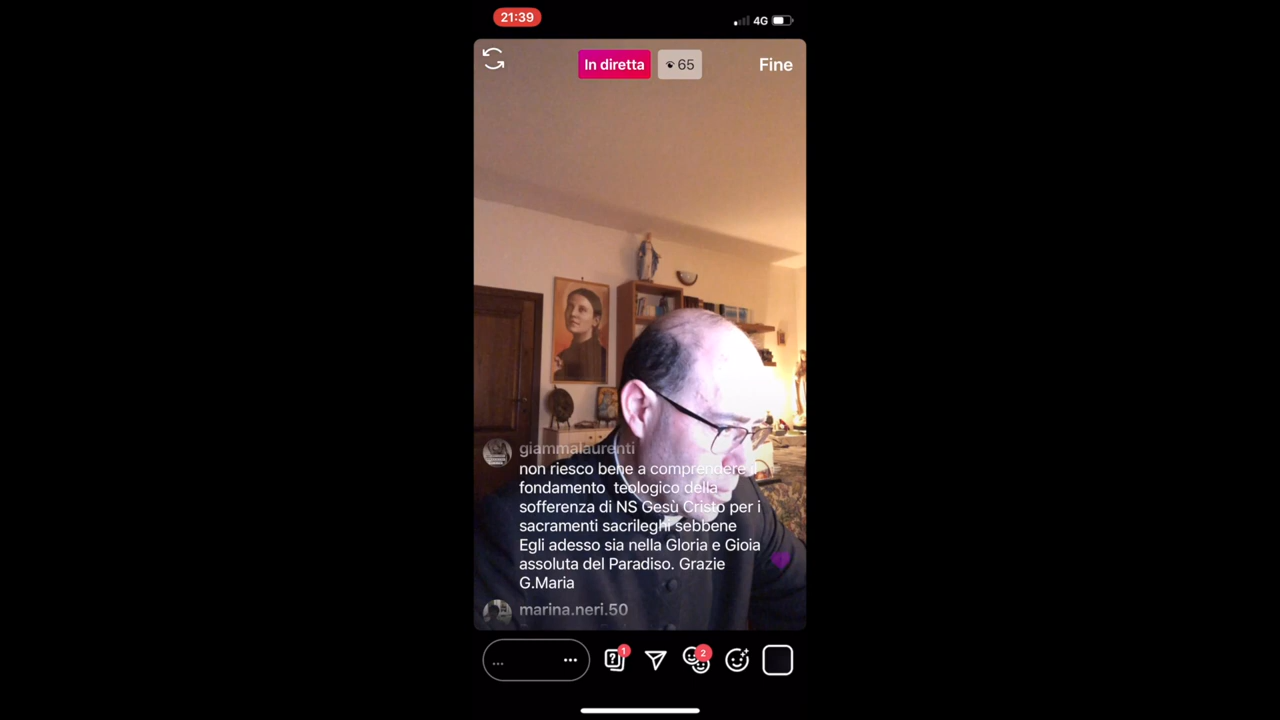 21:39
4G
In diretta
65
Fine
giammalaurenti
non riesco bene a comprendere il
fondamento teologico della
sofferenza di NS Gesù Cristo per i
sacramenti sacrileghi sebbene
Egli adesso sia nella Gloria e Gioia
assoluta del Paradiso. Grazie
G.Maria
marina.neri.50
...
1
2